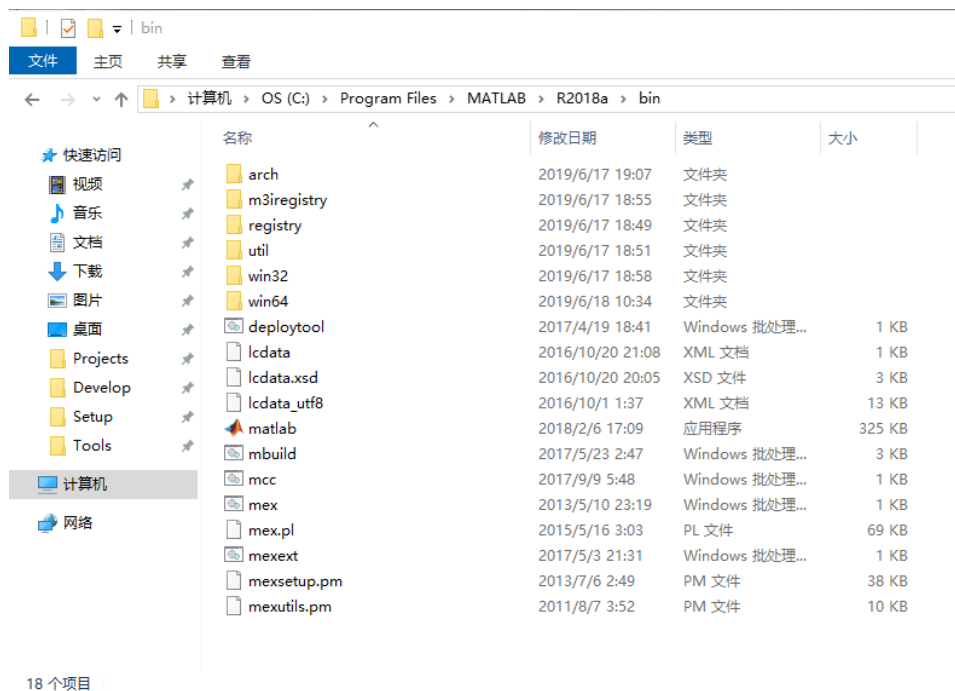 bin
文件 主页 共享 查看
计算机 › OS (C:) › Program Files › MATLAB › R2018a › bin
名称 修改日期 类型 大小
快速访问
视频
音乐
文档
下载
图片
桌面
Projects
Develop
Setup
Tools
计算机
网络
arch 2019/6/17 19:07 文件夹
m3iregistry 2019/6/17 18:55 文件夹
registry 2019/6/17 18:49 文件夹
util 2019/6/17 18:51 文件夹
win32 2019/6/17 18:58 文件夹
win64 2019/6/18 10:34 文件夹
deploytool 2017/4/19 18:41 Windows 批处理... 1 KB
lcdata 2016/10/20 21:08 XML 文档 1 KB
lcdata.xsd 2016/10/20 20:05 XSD 文件 3 KB
lcdata_utf8 2016/10/1 1:37 XML 文档 13 KB
matlab 2018/2/6 17:09 应用程序 325 KB
mbuild 2017/5/23 2:47 Windows 批处理... 3 KB
mcc 2017/9/9 5:48 Windows 批处理... 1 KB
mex 2013/5/10 23:19 Windows 批处理... 1 KB
mex.pl 2015/5/16 3:03 PL 文件 69 KB
mexext 2017/5/3 21:31 Windows 批处理... 1 KB
mexsetup.pm 2013/7/6 2:49 PM 文件 38 KB
mexutils.pm 2011/8/7 3:52 PM 文件 10 KB
18 个项目